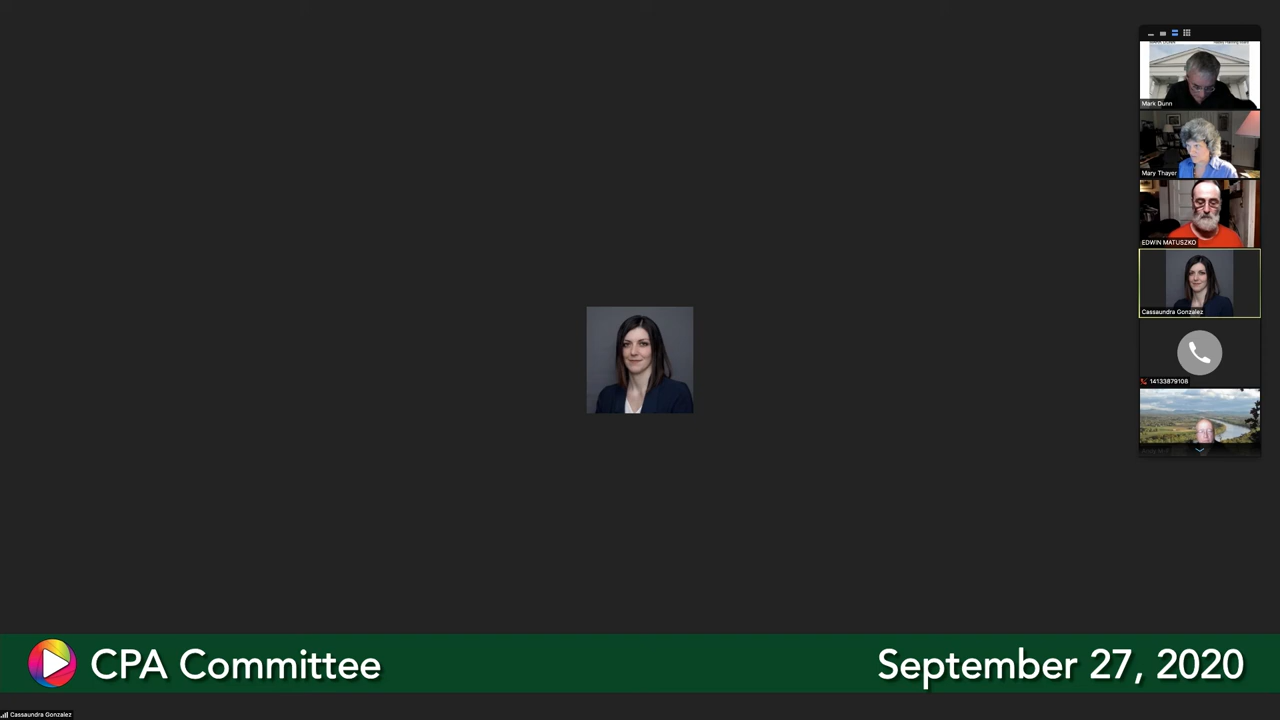 Mark Dunn
Mary Thayer
EDWIN MATUSZKO
Cassaundra Gonzalez
14133879108
CPA Committee
September 27, 2020
Cassaundra Gonzalez